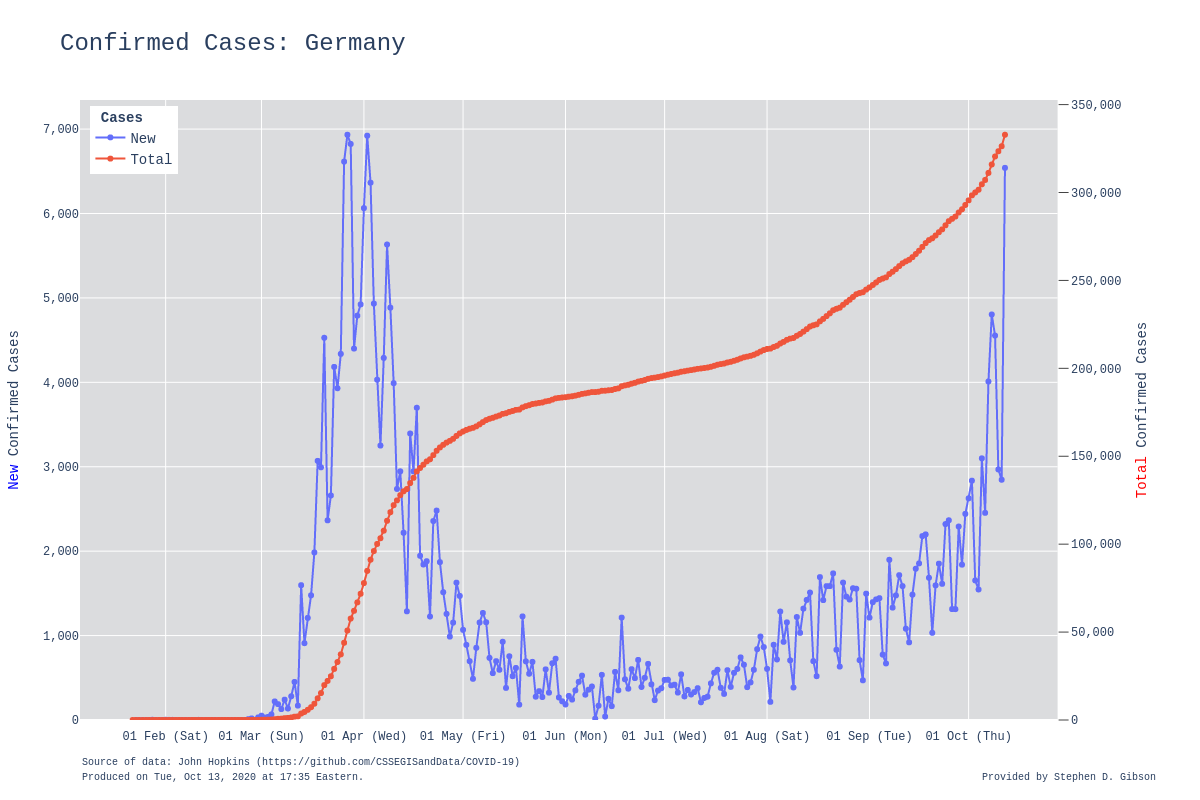 Confirmed Cases: Germany
Cases
New
Total
7,000
6,000
5,000
4,000
3,000
2,000
1,000
0
New Confirmed Cases
350,000
300,000
250,000
200,000
150,000
100,000
50,000
0
Total Confirmed Cases
01 Feb (Sat) 01 Mar (Sun) 01 Apr (Wed) 01 May (Fri) 01 Jun (Mon) 01 Jul (Wed) 01 Aug (Sat) 01 Sep (Tue) 01 Oct (Thu)
Source of data: John Hopkins (https://github.com/CSSEGISandData/COVID-19)
Produced on Tue, Oct 13, 2020 at 17:35 Eastern.
Provided by Stephen D. Gibson